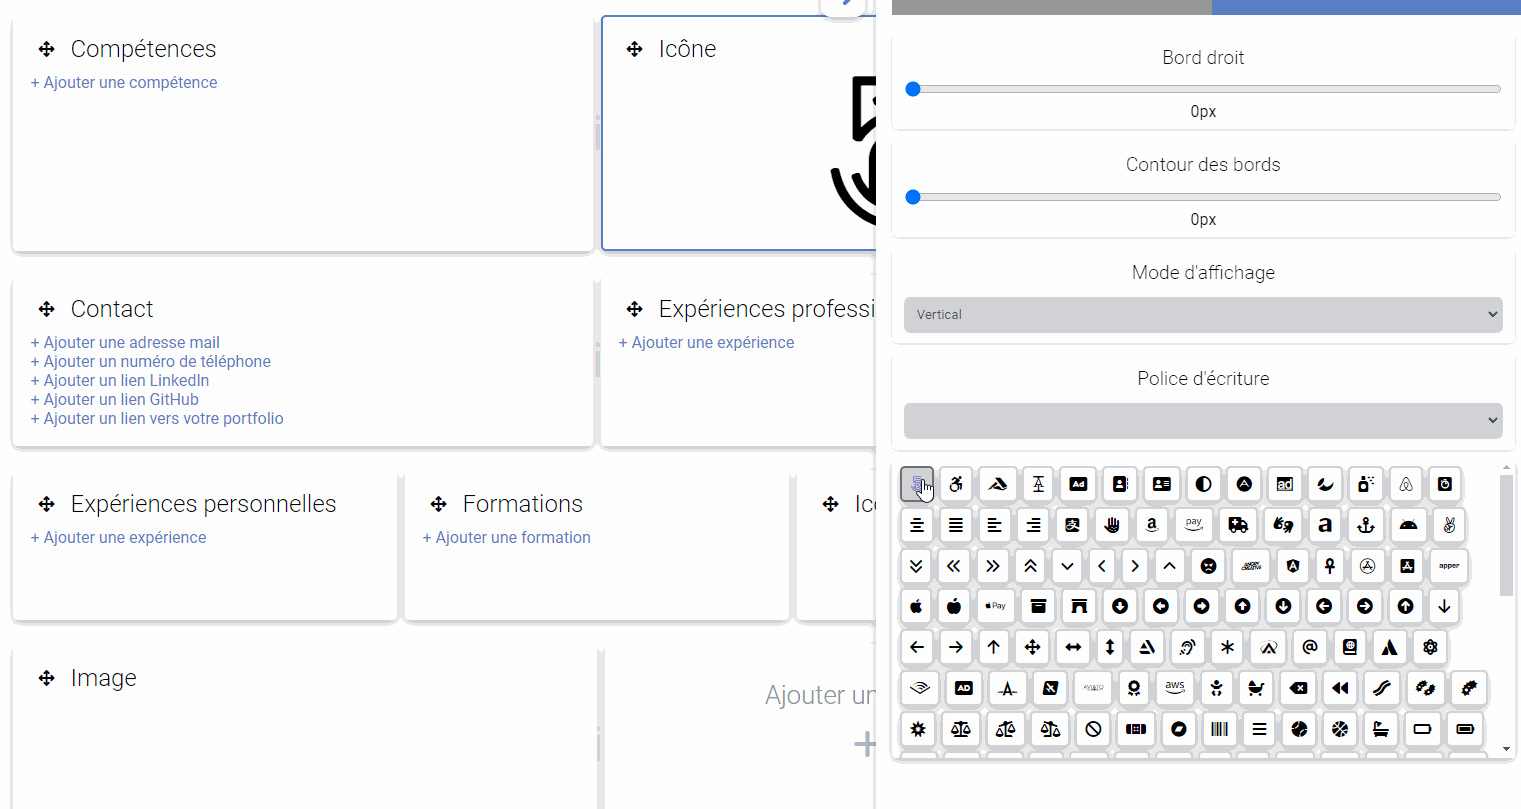 Compétences
+ Ajouter une compétence
Icône
Contact
+ Ajouter une adresse mail
+ Ajouter un numéro de téléphone
+ Ajouter un lien LinkedIn
+ Ajouter un lien GitHub
+ Ajouter un lien vers votre portfolio
Expériences professi
+ Ajouter une expérience
Expériences personnelles
+ Ajouter une expérience
Formations
+ Ajouter une formation
Ic
Image
Ajouter un
Bord droit
0px
Contour des bords
0px
Mode d'affichage
Vertical
Police d'écriture
Ad
ad
a
pay
a
apper
Pay
@
AD
aws